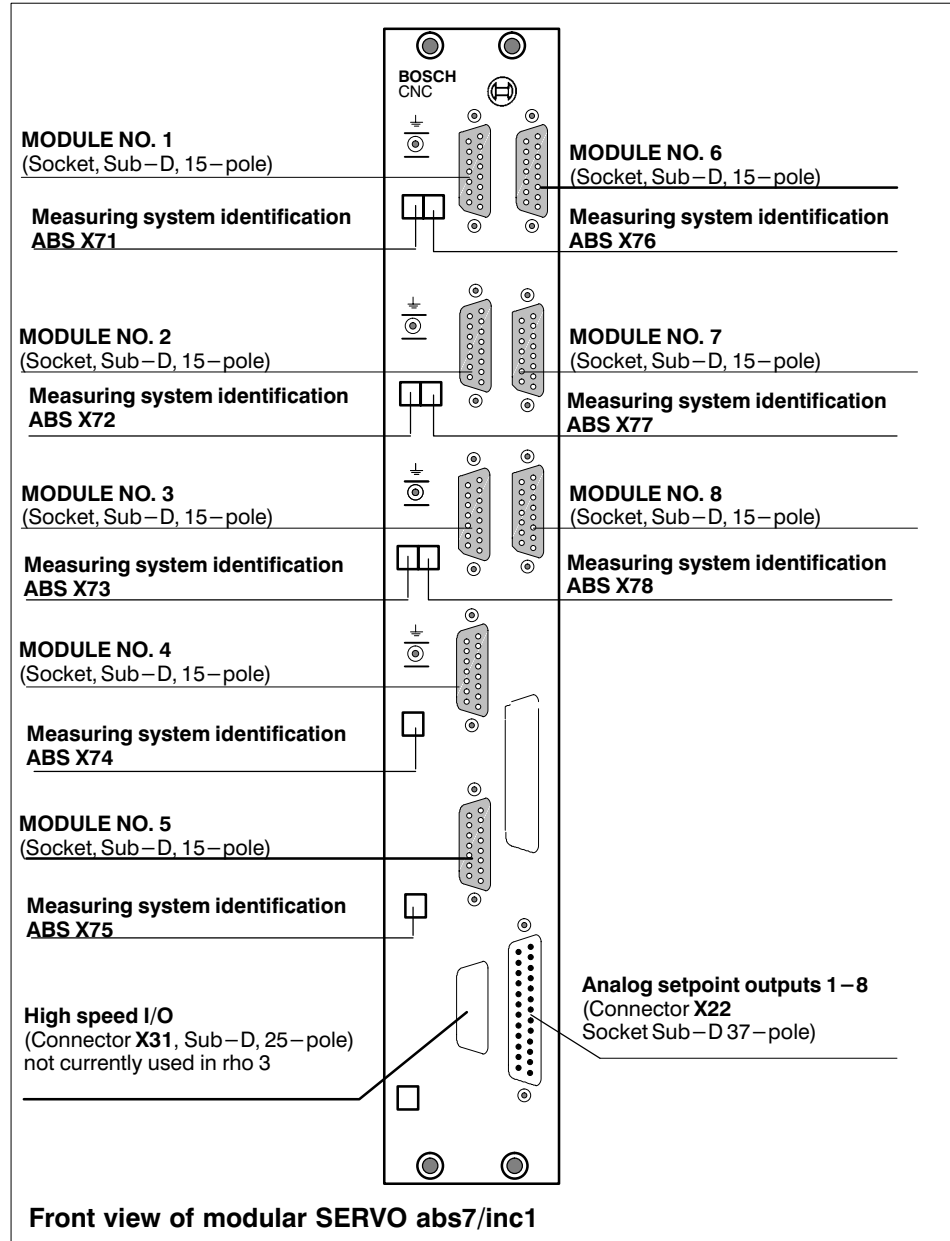 BOSCH
CNC
MODULE NO. 1
(Socket, Sub−D, 15−pole)
Measuring system identification
ABS X71
MODULE NO. 6
(Socket, Sub−D, 15−pole)
Measuring system identification
ABS X76
MODULE NO. 2
(Socket, Sub−D, 15−pole)
Measuring system identification
ABS X72
MODULE NO. 7
(Socket, Sub−D, 15−pole)
Measuring system identification
ABS X77
MODULE NO. 3
(Socket, Sub−D, 15−pole)
Measuring system identification
ABS X73
MODULE NO. 8
(Socket, Sub−D, 15−pole)
Measuring system identification
ABS X78
MODULE NO. 4
(Socket, Sub−D, 15−pole)
Measuring system identification
ABS X74
MODULE NO. 5
(Socket, Sub−D, 15−pole)
Measuring system identification
ABS X75
High speed I/O
(Connector X31, Sub−D, 25−pole)
not currently used in rho 3
Analog setpoint outputs 1−8
(Connector X22
Socket Sub−D 37−pole)
Front view of modular SERVO abs7/inc1